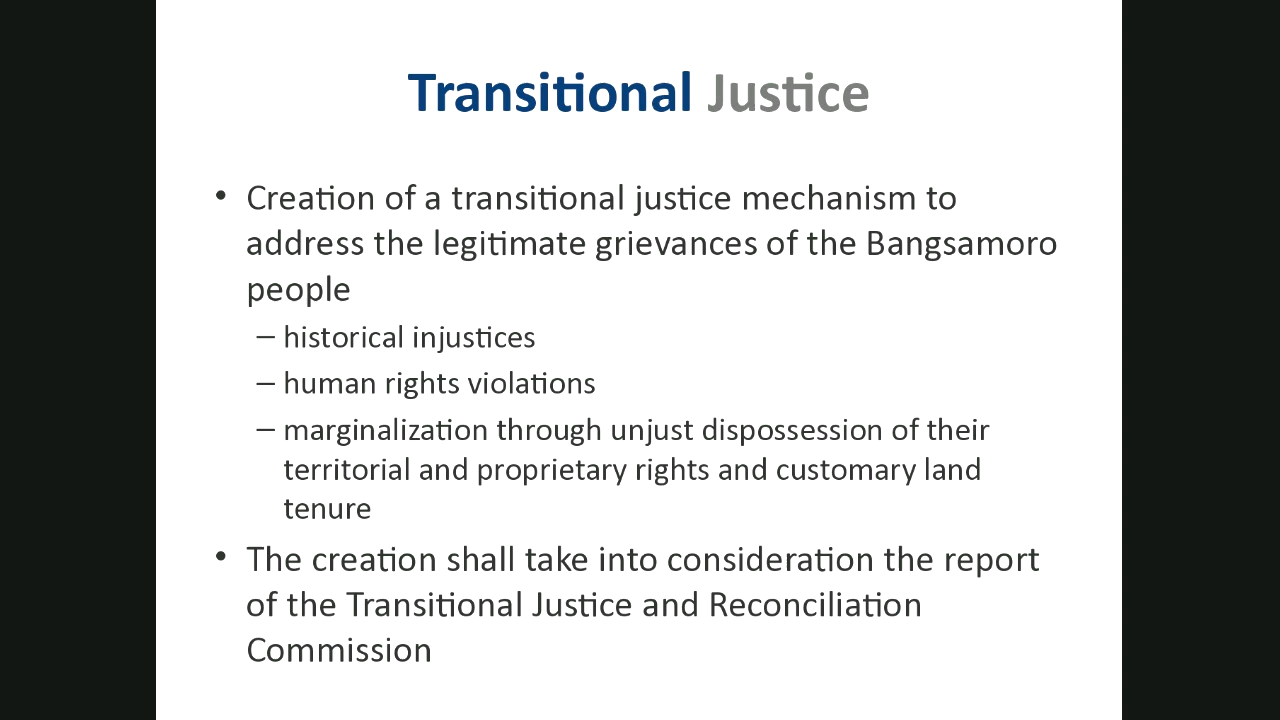 Transitional Justice
• Creation of a transitional justice mechanism to
address the legitimate grievances of the Bangsamoro
people
– historical injustices
– human rights violations
– marginalization through unjust dispossession of their
territorial and proprietary rights and customary land
tenure
• The creation shall take into consideration the report
of the Transitional Justice and Reconciliation
Commission